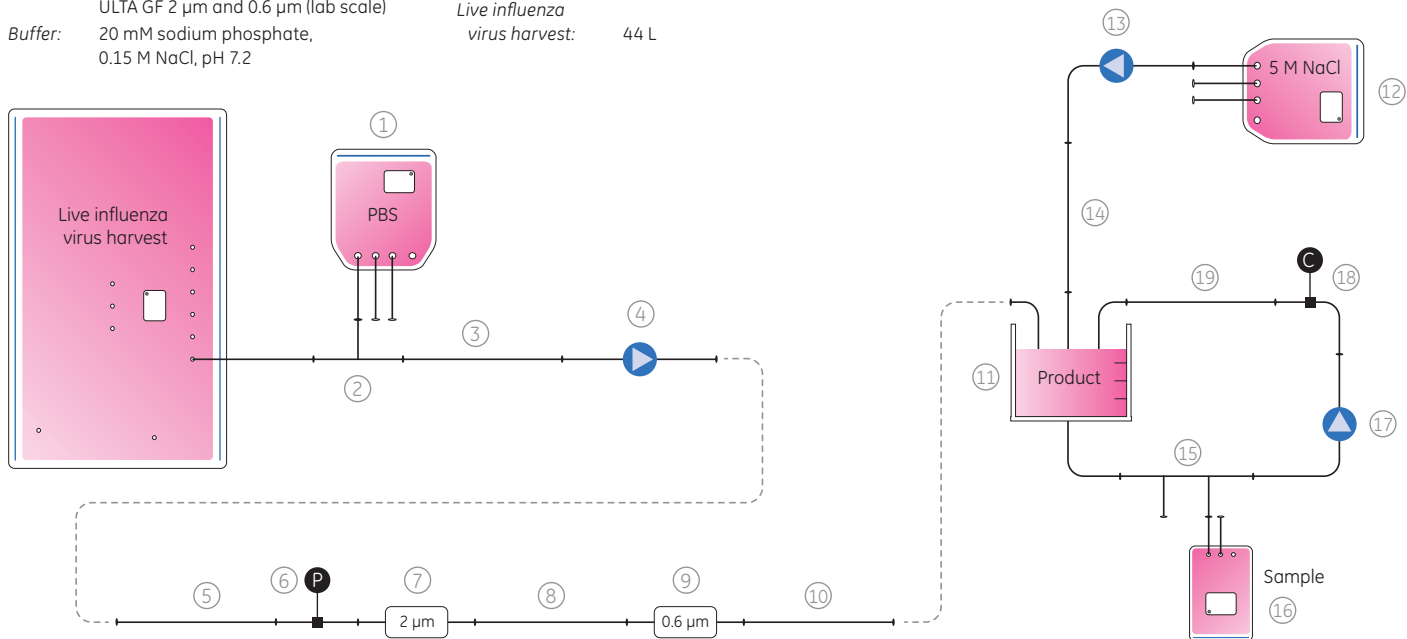 ULTA GF 2 µm and 0.6 µm (lab scale)
Buffer: 20 mM sodium phosphate,
0.15 M NaCl, pH 7.2
Live influenza
virus harvest: 44 L
13
5 M NaCl
12
1
Live influenza
virus harvest
PBS
14
C
18
19
4
3
2
11
Product
17
15
5
6
P
7
8
9
10
2 µm
0.6 µm
Sample
16